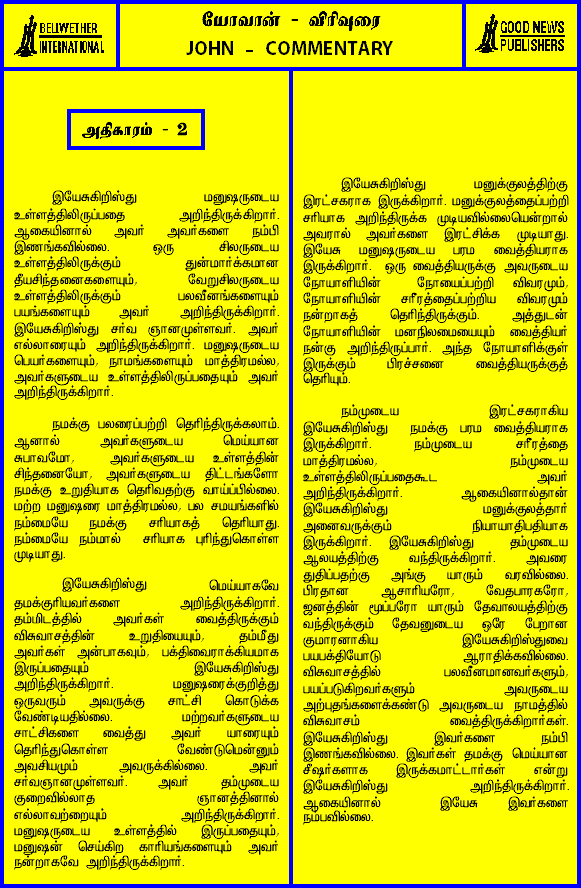 BELWETHER
INTERNATIONAL
யோவான் - விரிவுரை
JOHN - COMMENTARY
GOOD NEWS
PUBLISHERS
அதிகாரம் - 2
இயேசுகிறிஸ்து மனுஷருடைய
உள்ளத்திலிருப்பதை அறிந்திருக்கிறார்.
ஆகையினால் அவர் அவர்களை நம்பி
இணங்கவில்லை. ஒரு சிலருடைய
உள்ளத்திலிருக்கும் துன்மார்க்கமான
தீயசிந்தனைகளையும், வேறுசிலருடைய
உள்ளத்திலிருக்கும் பலவீனங்களையும்
பயங்களையும் அவர் அறிந்திருக்கிறார்.
இயேசுகிறிஸ்து சர்வ ஞானமுள்ளவர். அவர்
எல்லாரையும் அறிந்திருக்கிறார். மனுஷருடைய
பெயர்களையும், நாமங்களையும் மாத்திரமல்ல,
அவர்களுடைய உள்ளத்திலிருப்பதையும் அவர்
அறிந்திருக்கிறார்.
நமக்கு பலரைப்பற்றி தெரிந்திருக்கலாம்.
ஆனால் அவர்களுடைய மெய்யான
சுபாவமோ, அவர்களுடைய உள்ளத்தின்
சிந்தனையோ, அவர்களுடைய திட்டங்களோ
நமக்கு உறுதியாக தெரிவதற்கு வாய்ப்பில்லை.
மற்ற மனுஷரை மாத்திரமல்ல, பல சமயங்களில்
நம்மையே நமக்கு சரியாகத் தெரியாது.
நம்மையே நம்மால் சரியாக புரிந்துகொள்ள
முடியாது.
இயேசுகிறிஸ்து மெய்யாகவே
தமக்குரியவர்களை அறிந்திருக்கிறார்.
தம்மிடத்தில் அவர்கள் வைத்திருக்கும்
விசுவாசத்தின் உறுதியையும், தம்மீது
அவர்கள் அன்பாகவும், பக்திவைராக்கியமாக
இருப்பதையும் இயேசுகிறிஸ்து
அறிந்திருக்கிறார். மனுஷரைக்குறித்து
ஒருவரும் அவருக்கு சாட்சி கொடுக்க
வேண்டியதில்லை. மற்றவர்களுடைய
சாட்சிகளை வைத்து அவர் யாரையும்
தெரிந்துகொள்ள வேண்டுமென்னும்
அவசியமும் அவருக்கில்லை. அவர்
சர்வஞானமுள்ளவர். அவர் தம்முடைய
குறைவில்லாத ஞானத்தினால்
எல்லாவற்றையும் அறிந்திருக்கிறார்.
மனுஷருடைய உள்ளத்தில் இருப்பதையும்,
மனுஷன் செய்கிற காரியங்களையும் அவர்
நன்றாகவே அறிந்திருக்கிறார்.
இயேசுகிறிஸ்து மனுக்குலத்திற்கு
இரட்சகராக இருக்கிறார். மனுக்குலத்தைப்பற்றி
சரியாக அறிந்திருக்க முடியவில்லையென்றால்
அவரால் அவர்களை இரட்சிக்க முடியாது.
இயேசு மனுஷருடைய பரம வைத்தியராக
இருக்கிறார். ஒரு வைத்தியருக்கு அவருடைய
நோயாளியின் நோயைப்பற்றி விவரமும்,
நோயாளியின் சரீரத்தைப்பற்றிய விவரமும்
நன்றாகத் தெரிந்திருக்கும். அத்துடன்
நோயாளியின் மனநிலைமையையும் வைத்தியர்
நன்கு அறிந்திருப்பார். அந்த நோயாளிக்குள்
இருக்கும் பிரச்சனை வைத்தியருக்குத்
தெரியும்.
நம்முடைய இரட்சகராகிய
இயேசுகிறிஸ்து நமக்கு பரம வைத்தியராக
இருக்கிறார். நம்முடைய சரீரத்தை
மாத்திரமல்ல, நம்முடைய
உள்ளத்திலிருப்பதைகூட அவர்
அறிந்திருக்கிறார். ஆகையினால்தான்
இயேசுகிறிஸ்து மனுக்குலத்தார்
அனைவருக்கும் நியாயாதிபதியாக
இருக்கிறார். இயேசுகிறிஸ்து தம்முடைய
ஆலயத்திற்கு வந்திருக்கிறார். அவரை
துதிப்பதற்கு அங்கு யாரும் வரவில்லை.
பிரதான ஆசாரியரோ, வேதபாரகரோ,
ஜனத்தின் மூப்பரோ யாரும் தேவாலயத்திற்கு
வந்திருக்கும் தேவனுடைய ஒரே பேறான
குமாரனாகிய இயேசுகிறிஸ்துவை
பயபக்தியோடு ஆராதிக்கவில்லை.
விசுவாசத்தில் பலவீனமானவர்களும்,
பயப்படுகிறவர்களும் அவருடைய
அற்புதங்களைக்கண்டு அவருடைய நாமத்தில்
விசுவாசம் வைத்திருக்கிறார்கள்.
இயேசுகிறிஸ்து இவர்களை நம்பி
இணங்கவில்லை. இவர்கள் தமக்கு மெய்யான
சீஷர்களாக இருக்கமாட்டார்கள் என்று
இயேசுகிறிஸ்து அறிந்திருக்கிறார்.
ஆகையினால் இயேசு இவர்களை
நம்பவில்லை.